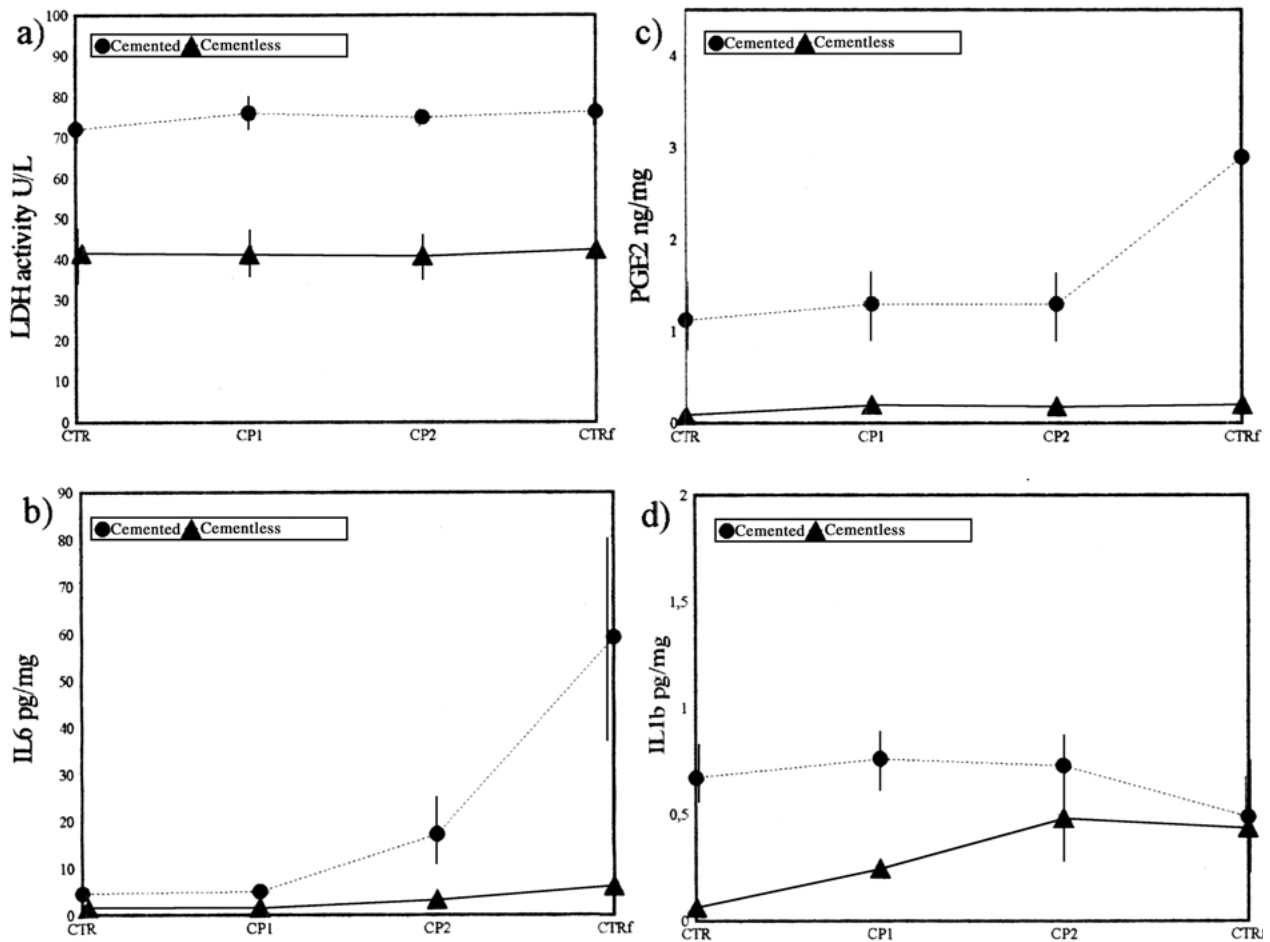 a)
Cemented Cementless
LDH activity U/L
100
90
80
70
60
50
40
30
20
10
0
CTR CP1 CP2 CTRf
c)
Cemented Cementless
PGE2 ng/mg
4
3
2
1
0
CTR CP1 CP2 CTRf
b)
Cemented Cementless
IL6 pg/mg
90
80
70
60
50
40
30
20
10
0
CTR CP1 CP2 CTRf
d)
Cemented Cementless
IL1b pg/mg
2
1,5
1
0,5
0
CTR CP1 CP2 CTRf